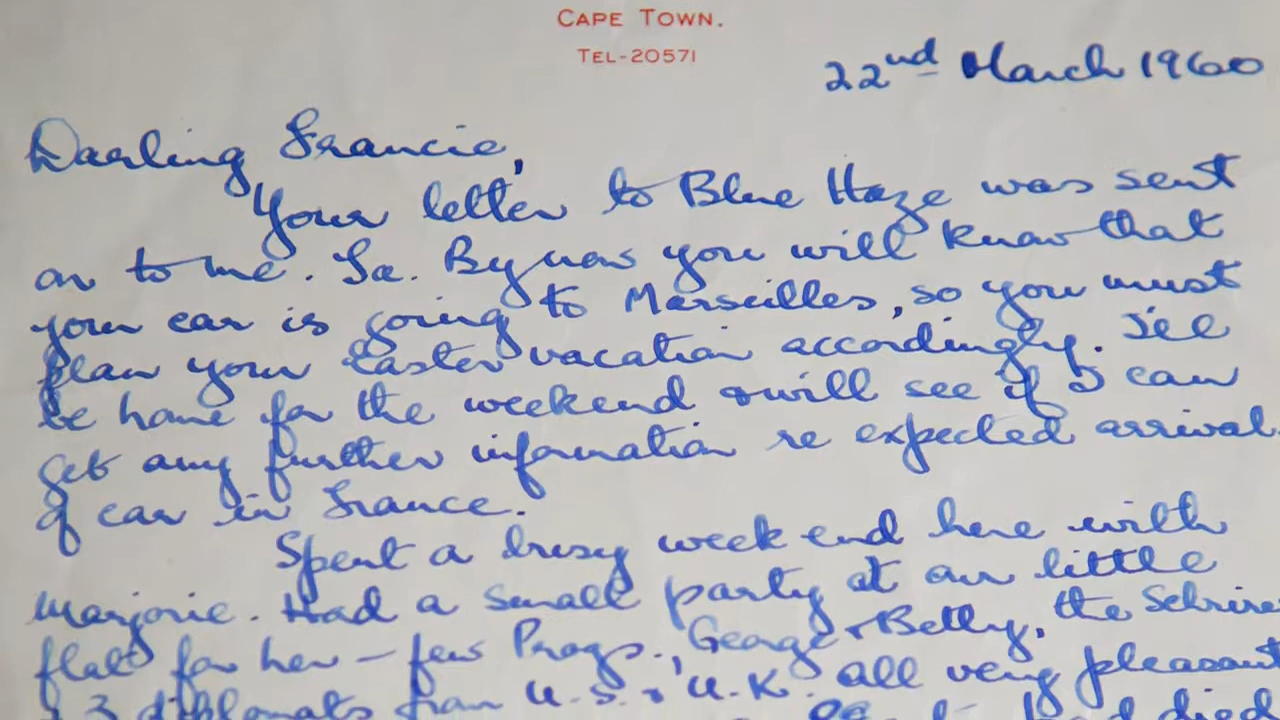 CAPE TOWN.
TEL-20571
22nd March 1960
Darling Francie,
Your letter to Blue Haze was sent
on to me. So. By now you will know that
your car is going to Marseilles, so you must
plan your Easter vacation accordingly. I'll
be home for the weekend & will see if I can
get any further information re expected arrival
of car in France.
Spent a busy week end here with
Marjorie. Had a small party at our little
flat for her — few Progs., George & Betty, the
& 3 diplomats from U.S. & U.K. all very pleasant
died